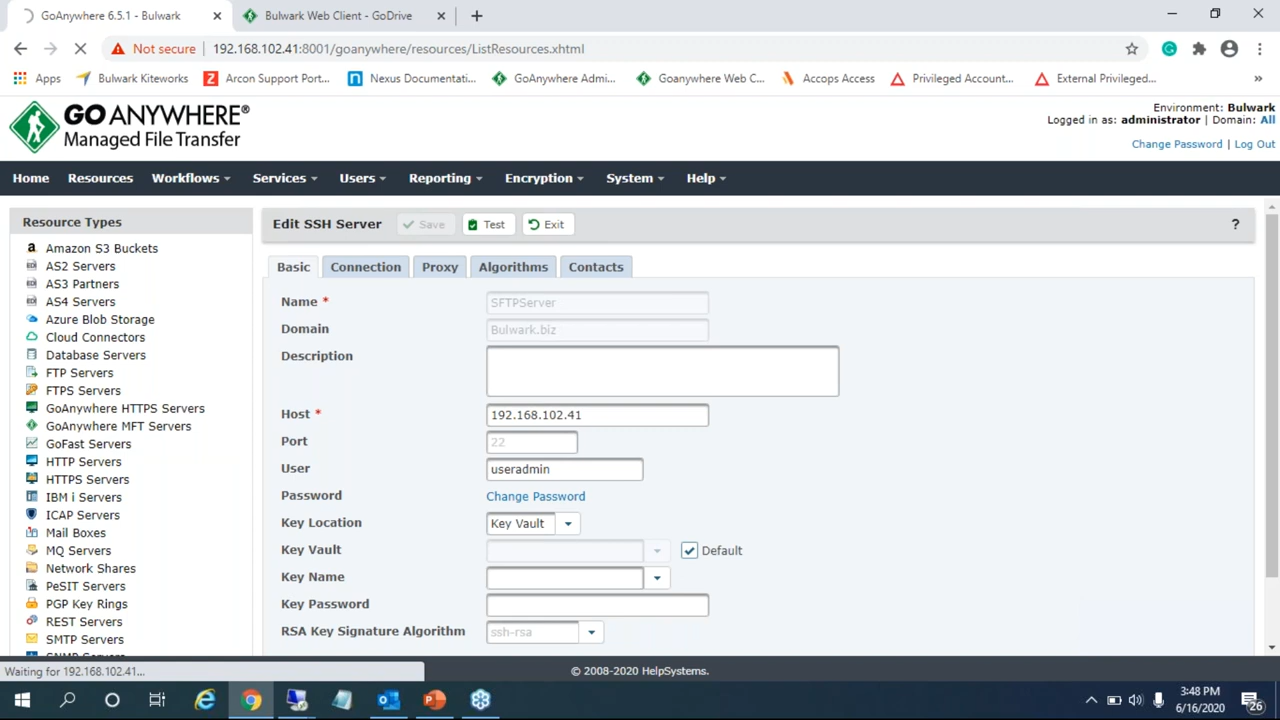 GoAnywhere 6.5.1 - Bulwark
Bulwark Web Client - GoDrive
Not secure 192.168.102.41:8001/goanywhere/resources/ListResources.xhtml
Apps Bulwark Kiteworks Arcon Support Port... Nexus Documentati... GoAnywhere Admi... Goanywhere Web C... Accops Access Privileged Account... External Privileged... »
GO ANYWHERE®
Managed File Transfer
Environment: Bulwark
Logged in as: administrator | Domain: All
Change Password | Log Out
Home Resources Workflows Services Users Reporting Encryption System Help
Resource Types
Amazon S3 Buckets
AS2 Servers
AS3 Partners
AS4 Servers
Azure Blob Storage
Cloud Connectors
Database Servers
FTP Servers
FTPS Servers
GoAnywhere HTTPS Servers
GoAnywhere MFT Servers
GoFast Servers
HTTP Servers
HTTPS Servers
IBM i Servers
ICAP Servers
Mail Boxes
MQ Servers
Network Shares
PeSIT Servers
PGP Key Rings
REST Servers
SMTP Servers
Edit SSH Server Save Test Exit ?
Basic Connection Proxy Algorithms Contacts
Name * SFTPServer
Domain Bulwark.biz
Description
Host * 192.168.102.41
Port 22
User useradmin
Password Change Password
Key Location Key Vault
Key Vault Default
Key Name
Key Password
RSA Key Signature Algorithm ssh-rsa
Waiting for 192.168.102.41...
© 2008-2020 HelpSystems.
3:48 PM
6/16/2020
26